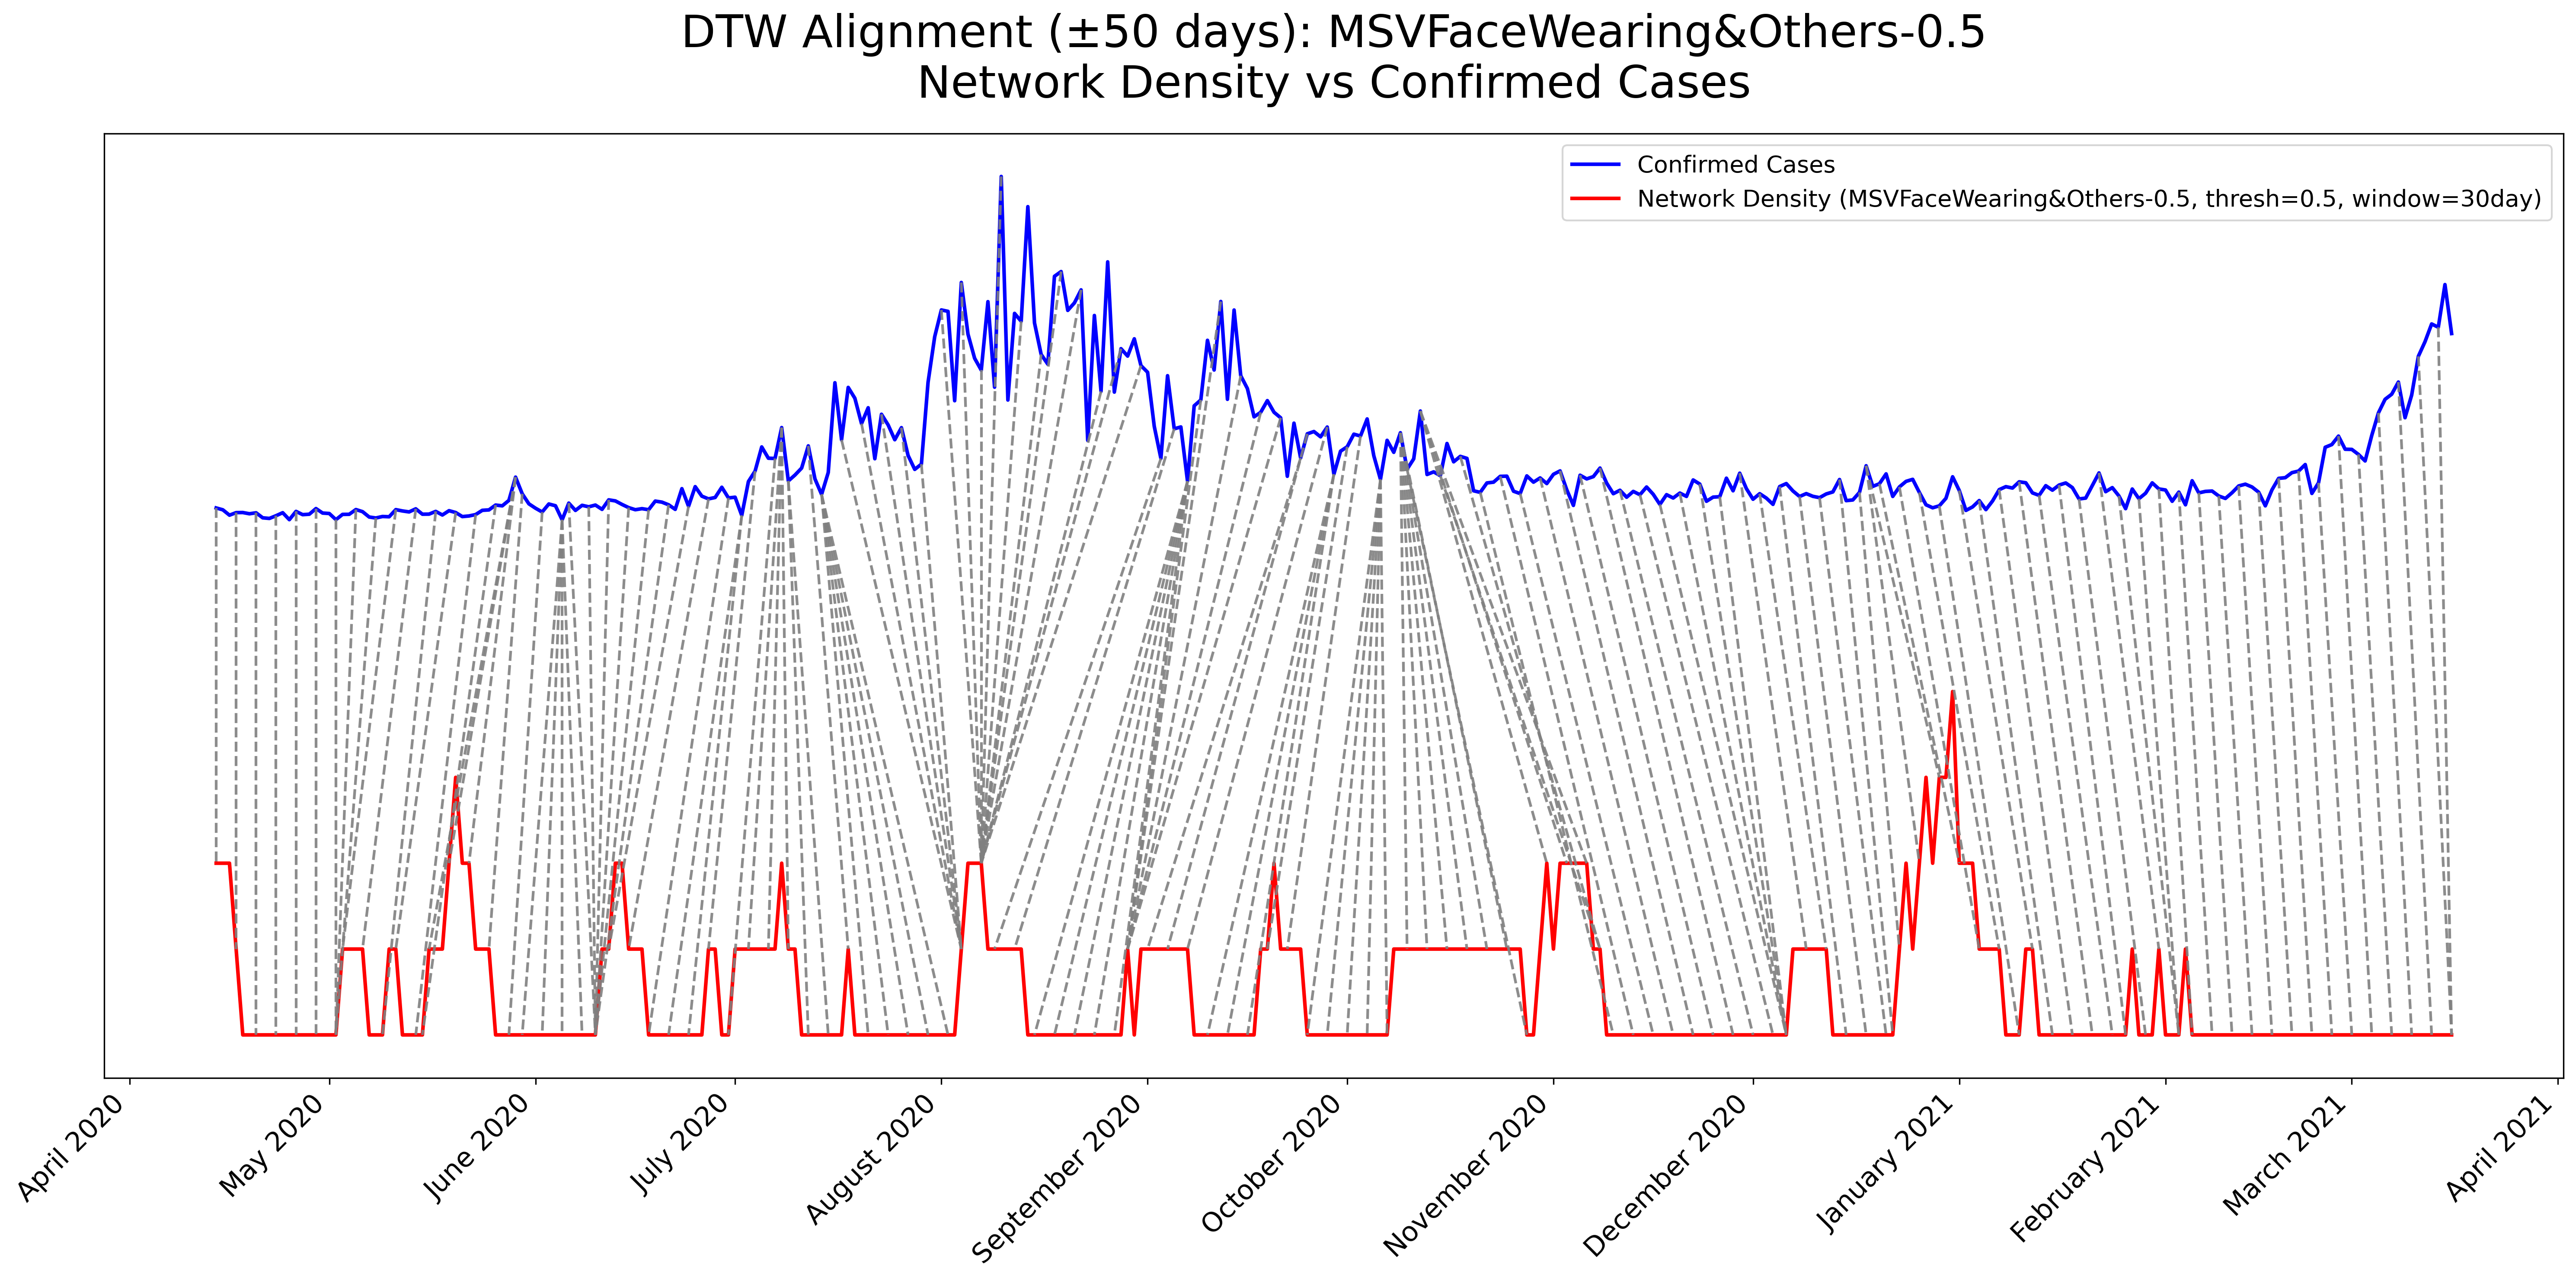 DTW Alignment (±50 days): MSVFaceWearing&Others-0.5
Network Density vs Confirmed Cases
Confirmed Cases
Network Density (MSVFaceWearing&Others-0.5, thresh=0.5, window=30day)
April 2020
May 2020
June 2020
July 2020
August 2020
September 2020
October 2020
November 2020
December 2020
January 2021
February 2021
March 2021
April 2021